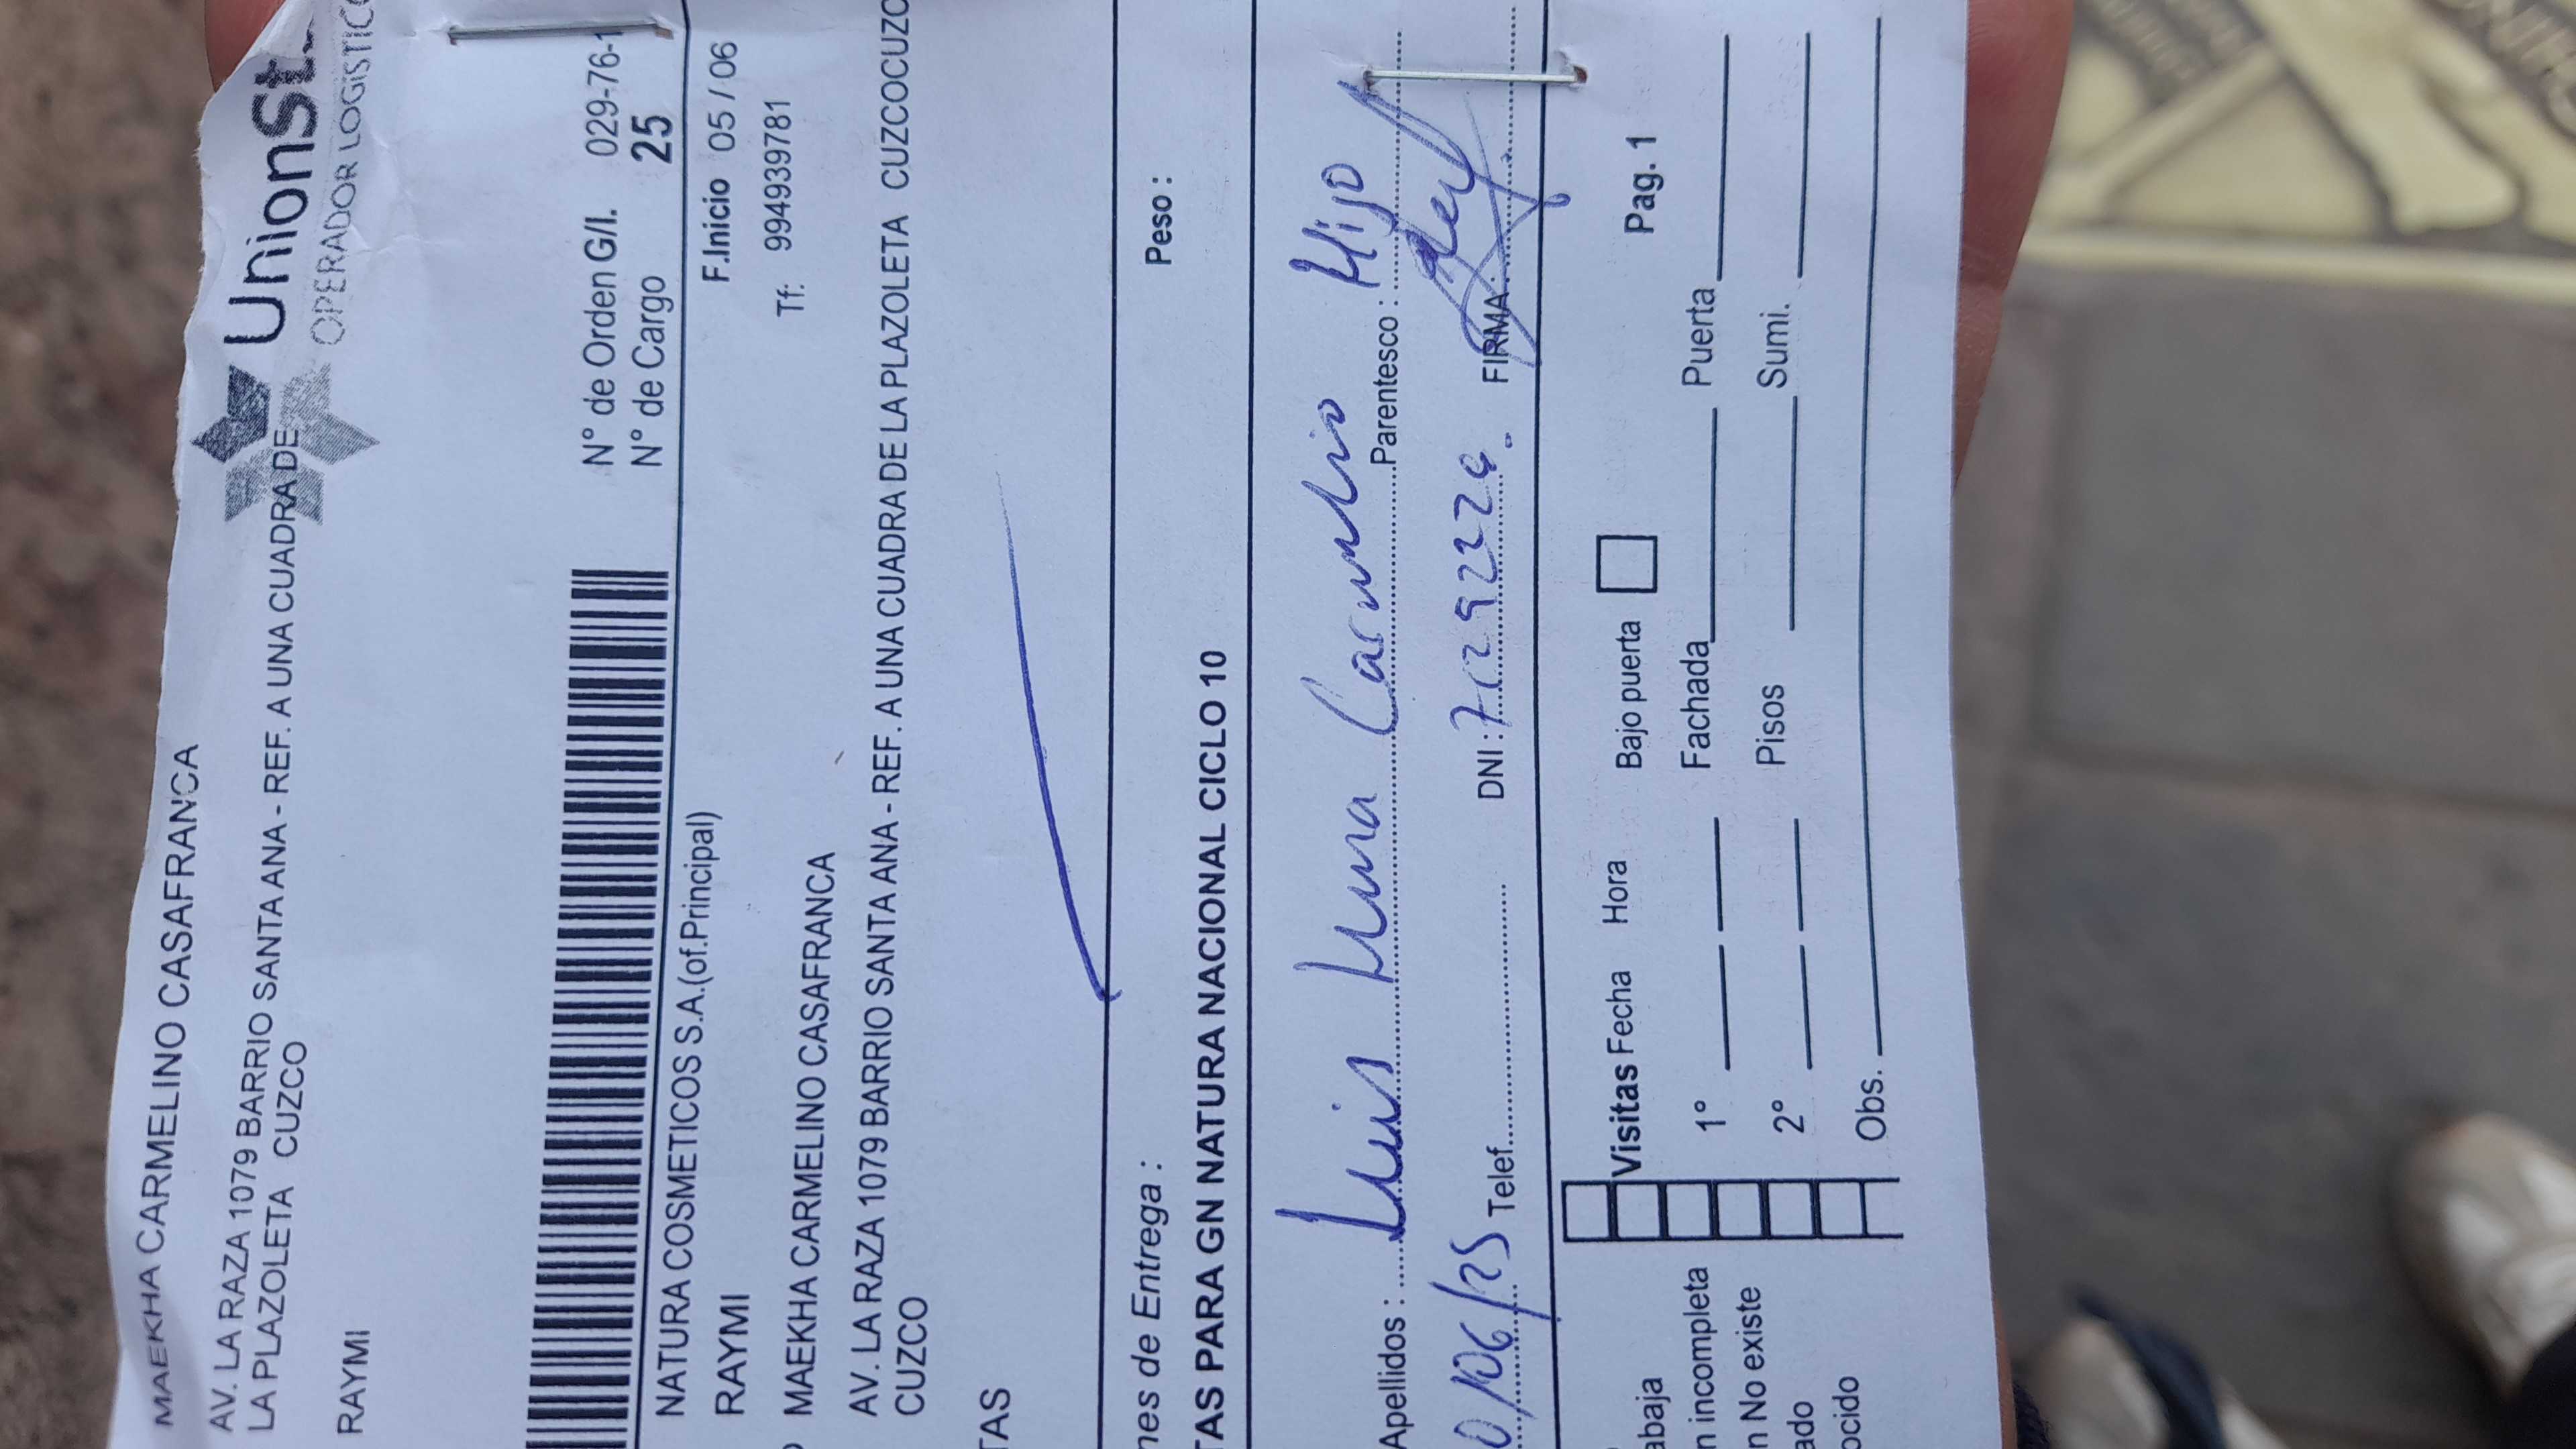 MAEKHA CARMELINO CASAFRANCA
AV. LA RAZA 1079 BARRIO SANTA ANA - REF. A UNA CUADRA DE
LA PLAZOLETA CUZCO
RAYMI
UnionSt
OPERADOR LOGíSTICO
N° de Orden G/I. 029-76-1
N° de Cargo 25
NATURA COSMETICOS S.A.(of.Principal)
F.Inicio 05 / 06
RAYMI
Tf: 994939781
MAEKHA CARMELINO CASAFRANCA
AV. LA RAZA 1079 BARRIO SANTA ANA - REF. A UNA CUADRA DE LA PLAZOLETA CUZCOCUZCO
CUZCO
TAS
nes de Entrega :
Peso :
TAS PARA GN NATURA NACIONAL CICLO 10
Apellidos : Luis Luna Carmelino Parentesco : Hijo
0/06/25 Telef. DNI : FIRMA
Visitas Fecha Hora Bajo puerta Pag. 1
abaja
n incompleta 1° Fachada Puerta
n No existe
ado 2° Pisos Sumi.
ocido Obs.